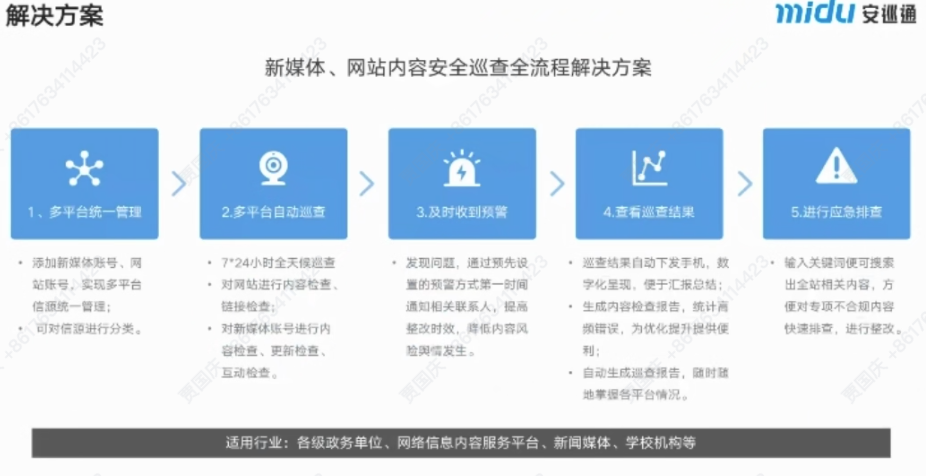 解决方案
midu 安巡通
新媒体、网站内容安全巡查全流程解决方案
1、多平台统一管理
2.多平台自动巡查
3.及时收到预警
4.查看巡查结果
5.进行应急排查
• 添加新媒体账号、网
站账号,实现多平台
信源统一管理;
• 可对信源进行分类。
• 7*24小时全天候巡查
• 对网站进行内容检查、
链接检查;
• 对新媒体账号进行内
容检查、更新检查、
互动检查。
• 发现问题,通过预先设
置的预警方式第一时间
通知相关联系人,提高
整改时效,降低内容风
险舆情发生。
• 巡查结果自动下发手机,数
字化呈现,便于汇报总结;
• 生成内容检查报告,统计高
频错误,为优化提升提供便
利;
• 自动生成巡查报告,随时随
地掌握各平台情况。
• 输入关键词便可搜索
出全站相关内容,方
便对专项不合规内容
快速排查,进行整改。
适用行业:各级政务单位、网络信息内容服务平台、新闻媒体、学校机构等
贾国庆 +8617634114423